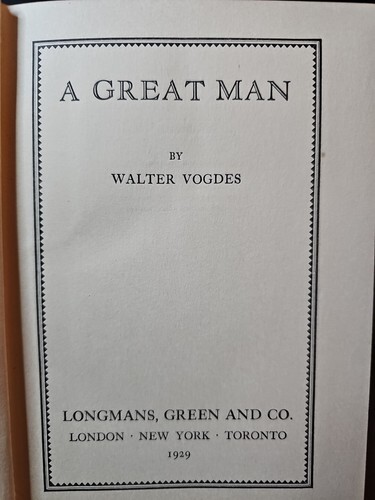 A GREAT MAN
BY
WALTER VOGDES
LONGMANS, GREEN AND CO.
LONDON · NEW YORK · TORONTO
1929